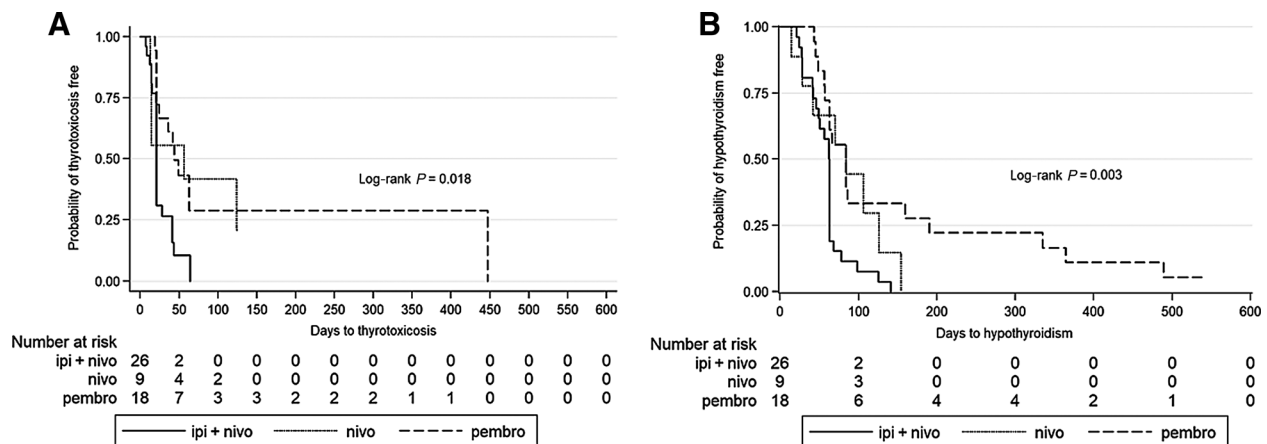 A
Probability of thyrotoxicosis free
1.00
0.75
0.50
0.25
0.00
Log-rank P = 0.018
0 50 100 150 200 250 300 350 400 450 500 550 600
Days to thyrotoxicosis
Number at risk
ipi + nivo 26 2 0 0 0 0 0 0 0 0 0 0 0
nivo 9 4 2 0 0 0 0 0 0 0 0 0 0
pembro 18 7 3 3 2 2 2 1 1 0 0 0 0
ipi + nivo nivo pembro
B
Probability of hypothyroidism free
1.00
0.75
0.50
0.25
0.00
Log-rank P = 0.003
0 100 200 300 400 500 600
Days to hypothyroidism
Number at risk
ipi + nivo 26 2 0 0 0 0 0
nivo 9 3 0 0 0 0 0
pembro 18 6 4 4 2 1 0
ipi + nivo nivo pembro